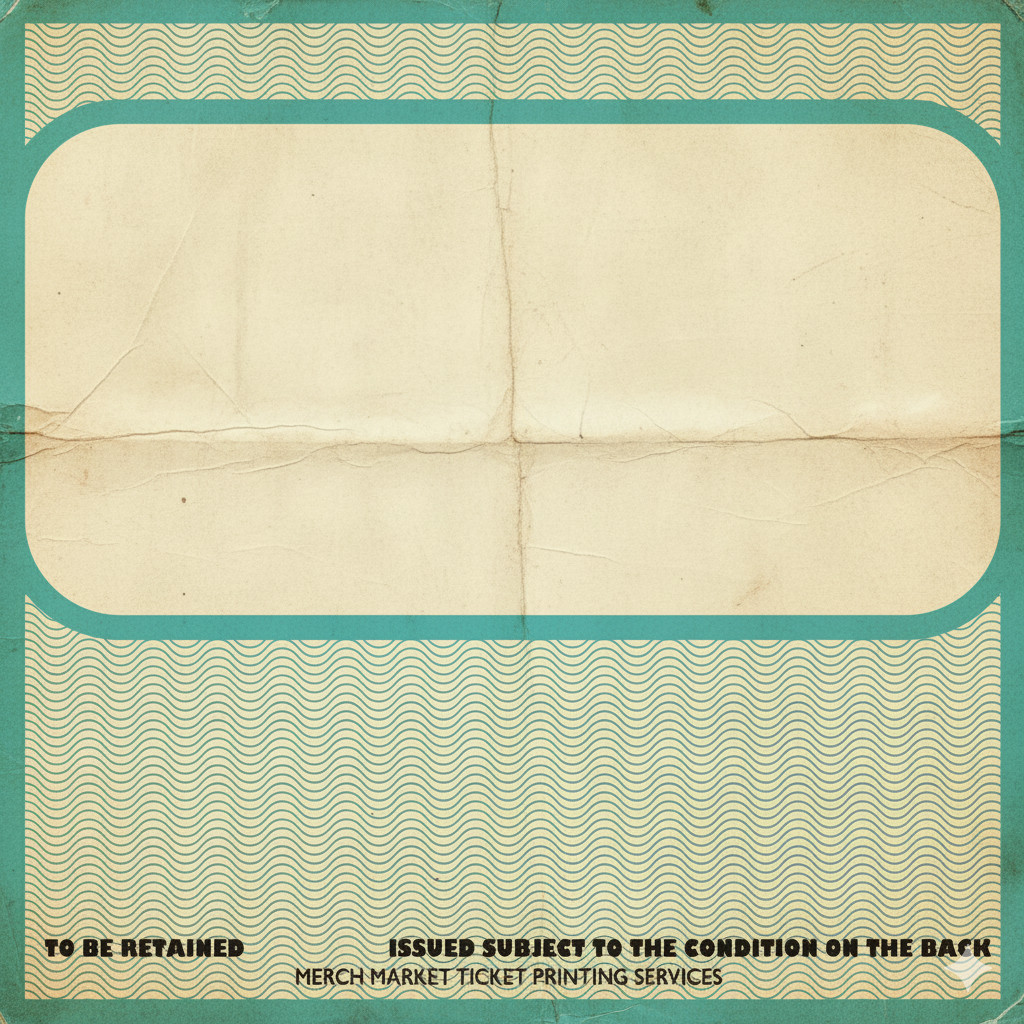 TO BE RETAINED ISSUED SUBJECT TO THE CONDITION ON THE BACK
MERCH MARKET TICKET PRINTING SERVICES